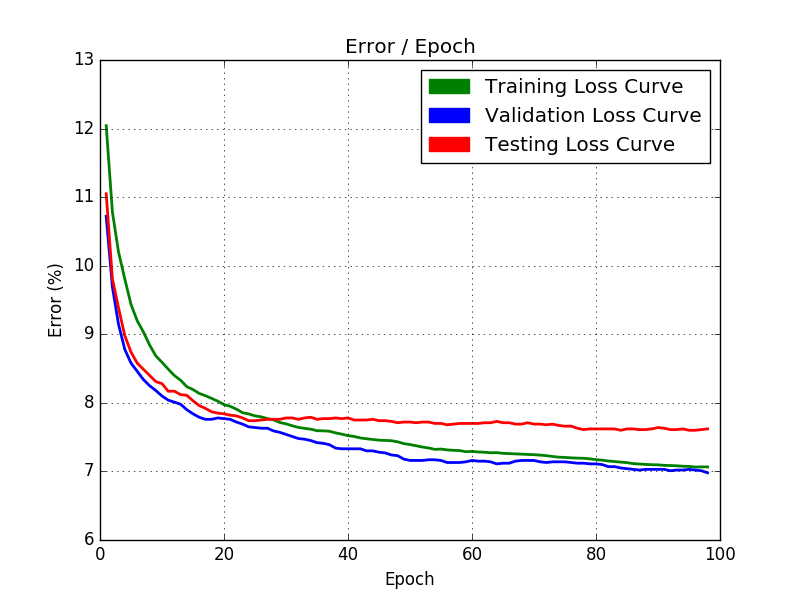 Error / Epoch
13
12
11
10
9
8
7
6
Error (%)
Training Loss Curve
Validation Loss Curve
Testing Loss Curve
0 20 40 60 80 100
Epoch